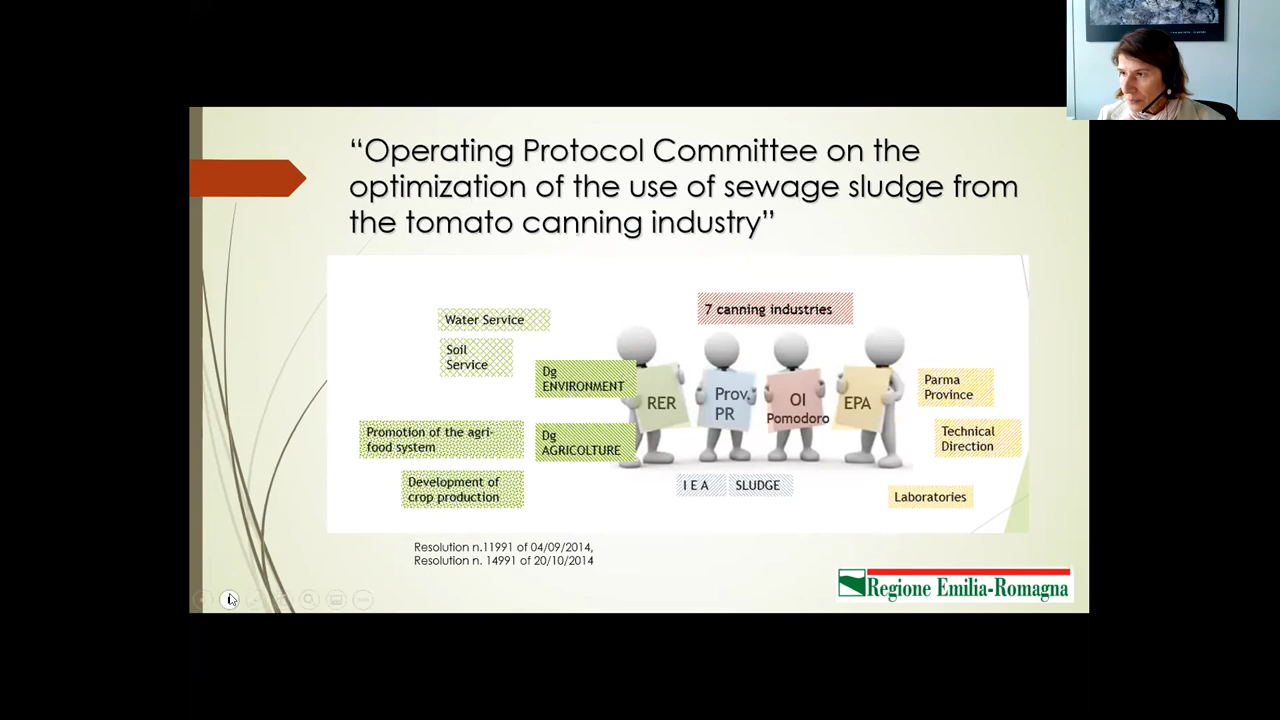 “Operating Protocol Committee on the
optimization of the use of sewage sludge from
the tomato canning industry”
7 canning industries
Water Service
Soil
Service
Dg
ENVIRONMENT
Promotion of the agri-
food system
Dg
AGRICOLTURE
Development of
crop production
RER
Prov.
PR
OI
Pomodoro
EPA
I E A
SLUDGE
Parma
Province
Technical
Direction
Laboratories
Resolution n.11991 of 04/09/2014,
Resolution n. 14991 of 20/10/2014
Regione Emilia-Romagna